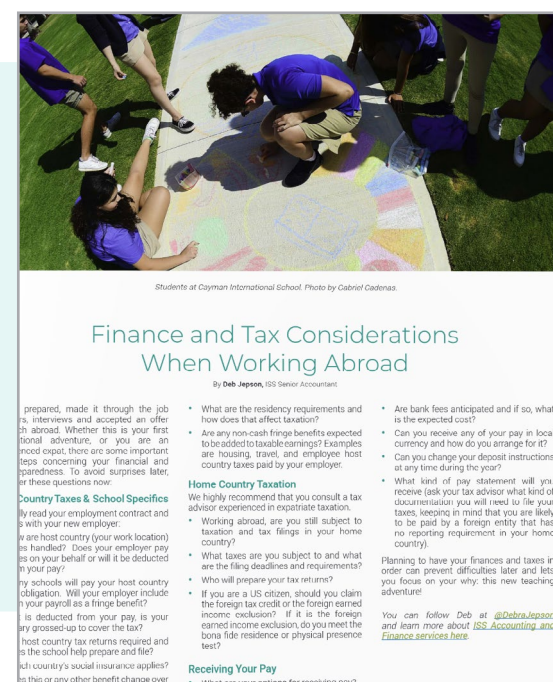 Students at Cayman International School. Photo by Gabriel Cadenas.
Finance and Tax Considerations
When Working Abroad
By Deb Jepson, ISS Senior Accountant
prepared, made it through the job
interviews and accepted an offer
abroad. Whether this is your first
adventure, or you are an
expat, there are some important
concerning your financial and
To avoid surprises later,
these questions now:
Country Taxes & School Specifics
read your employment contract and
with your new employer:
are host country (your work location)
handled? Does your employer pay
on your behalf or will it be deducted
your pay?
schools will pay your host country
obligation. Will your employer include
your payroll as a fringe benefit?
is deducted from your pay, is your
grossed-up to cover the tax?
host country tax returns required and
the school help prepare and file?
country's social insurance applies?
this or any other benefit change over
• What are the residency requirements and
how does that affect taxation?
• Are any non-cash fringe benefits expected
to be added to taxable earnings? Examples
are housing, travel, and employee host
country taxes paid by your employer.
Home Country Taxation
We highly recommend that you consult a tax
advisor experienced in expatriate taxation.
• Working abroad, are you still subject to
taxation and tax filings in your home
country?
• What taxes are you subject to and what
are the filing deadlines and requirements?
• Who will prepare your tax returns?
• If you are a US citizen, should you claim
the foreign tax credit or the foreign earned
income exclusion? If it is the foreign
earned income exclusion, do you meet the
bona fide residence or physical presence
test?
Receiving Your Pay
• What are your options for receiving pay?
• Are bank fees anticipated and if so, what
is the expected cost?
• Can you receive any of your pay in local
currency and how do you arrange for it?
• Can you change your deposit instructions
at any time during the year?
• What kind of pay statement will you
receive (ask your tax advisor what kind of
documentation you will need to file your
taxes, keeping in mind that you are likely
to be paid by a foreign entity that has
no reporting requirement in your home
country).
Planning to have your finances and taxes in
order can prevent difficulties later and lets
you focus on your why: this new teaching
adventure!
You can follow Deb at @DebraJepson
and learn more about ISS Accounting and
Finance services here.